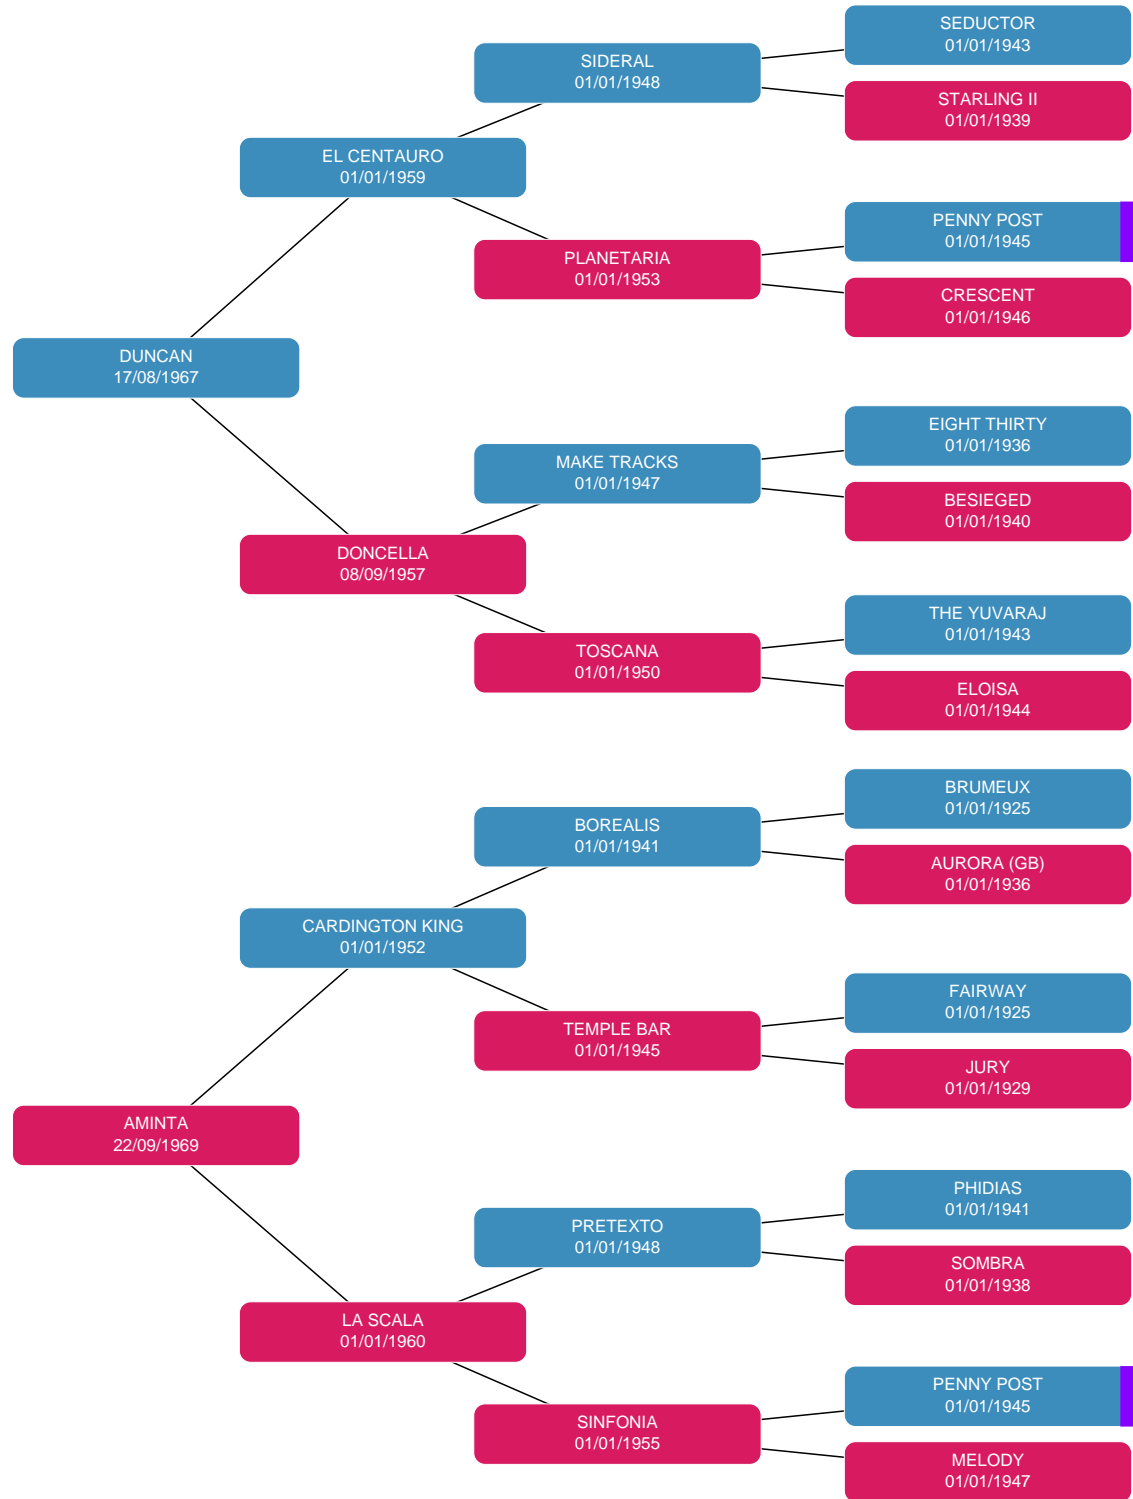 SEDUCTOR
01/01/1943
SIDERAL
01/01/1948
STARLING II
01/01/1939
EL CENTAURO
01/01/1959
PENNY POST
01/01/1945
PLANETARIA
01/01/1953
CRESCENT
01/01/1946
DUNCAN
17/08/1967
EIGHT THIRTY
01/01/1936
MAKE TRACKS
01/01/1947
BESIEGED
01/01/1940
DONCELLA
08/09/1957
THE YUVARAJ
01/01/1943
TOSCANA
01/01/1950
ELOISA
01/01/1944
BRUMEUX
01/01/1925
BOREALIS
01/01/1941
AURORA (GB)
01/01/1936
CARDINGTON KING
01/01/1952
FAIRWAY
01/01/1925
TEMPLE BAR
01/01/1945
JURY
01/01/1929
AMINTA
22/09/1969
PHIDIAS
01/01/1941
PRETEXTO
01/01/1948
SOMBRA
01/01/1938
LA SCALA
01/01/1960
PENNY POST
01/01/1945
SINFONIA
01/01/1955
MELODY
01/01/1947